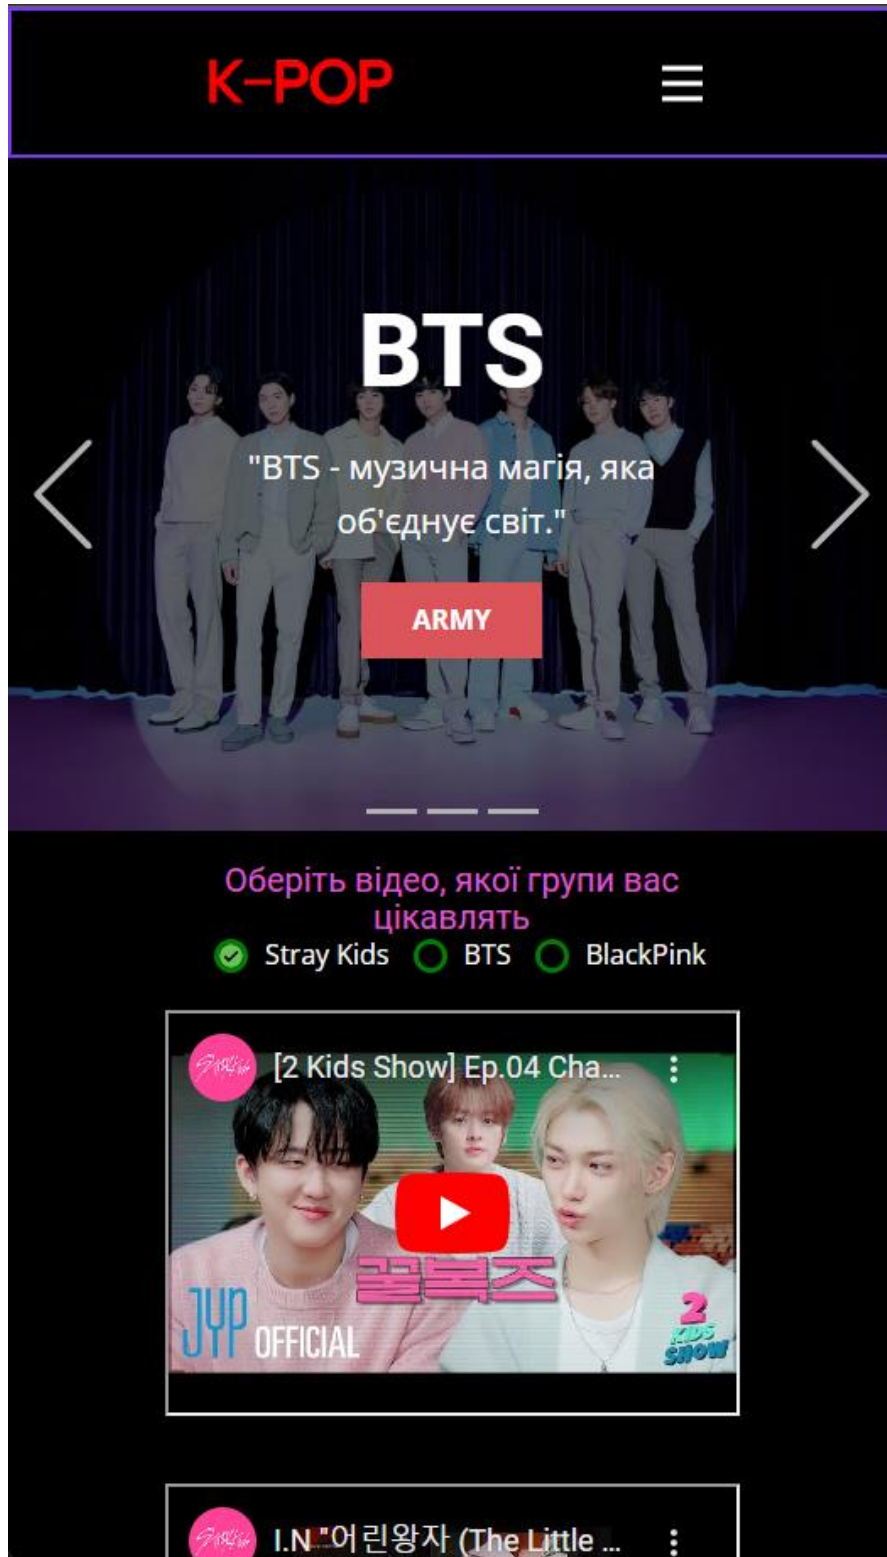 K-POP
BTS
"BTS - музична магія, яка
об'єднує світ."
ARMY
Оберіть відео, якої групи вас
цікавлять
Stray Kids BTS BlackPink
[2 Kids Show] Ep.04 Cha...
꿀복즈
JYP OFFICIAL
2
KIDS
SHOW
I.N "어린왕자 (The Little ...